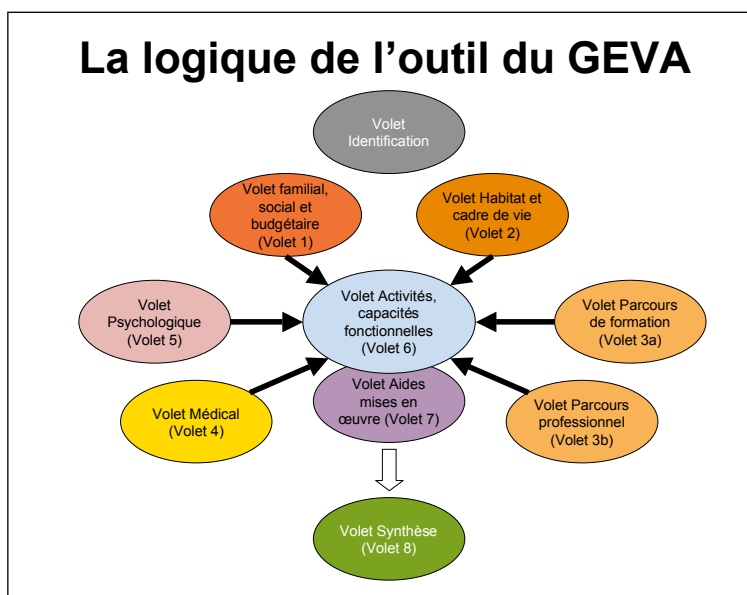 La logique de l'outil du GEVA
Volet
Identification
Volet familial,
social et
budgétaire
(Volet 1)
Volet Habitat et
cadre de vie
(Volet 2)
Volet
Psychologique
(Volet 5)
Volet Activités,
capacités
fonctionnelles
(Volet 6)
Volet Parcours
de formation
(Volet 3a)
Volet Médical
(Volet 4)
Volet Aides
mises en
œuvre (Volet 7)
Volet Parcours
professionnel
(Volet 3b)
Volet Synthèse
(Volet 8)